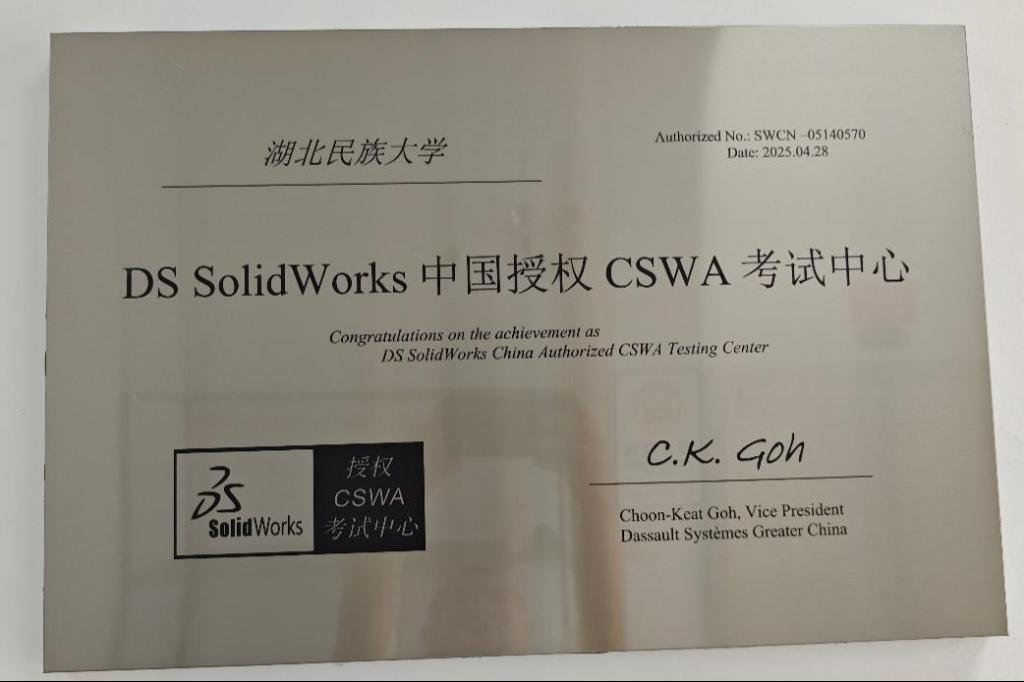 湖北民族大学
Authorized No.: SWCN –05140570
Date: 2025.04.28
DS SolidWorks 中国授权 CSWA 考试中心
Congratulations on the achievement as
DS SolidWorks China Authorized CSWA Testing Center
DS
SolidWorks
授权
CSWA
考试中心
C.K. Goh
Choon-Kcat Goh, Vice President
Dassault Systèmes Greater China